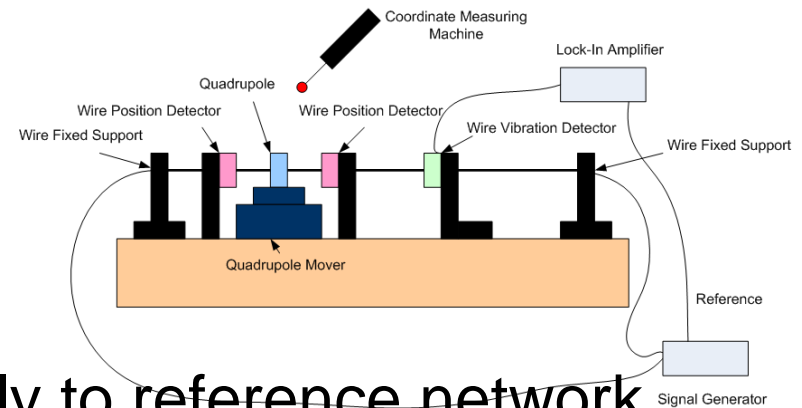 Coordinate Measuring
Machine
Lock-In Amplifier
Quadrupole
Wire Position Detector
Wire Position Detector
Wire Vibration Detector
Wire Fixed Support
Wire Fixed Support
Quadrupole Mover
Reference
to reference network
Signal Generator